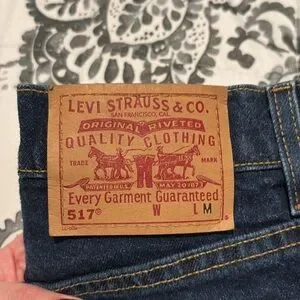 LEVI STRAUSS & CO.
SAN FRANCISCO, CAL.
ORIGINAL RIVETED
QUALITY CLOTHING
TRADE MARK
PATENTED IN U.S. MAY 20 1873
Every Garment Guaranteed
517® W L M